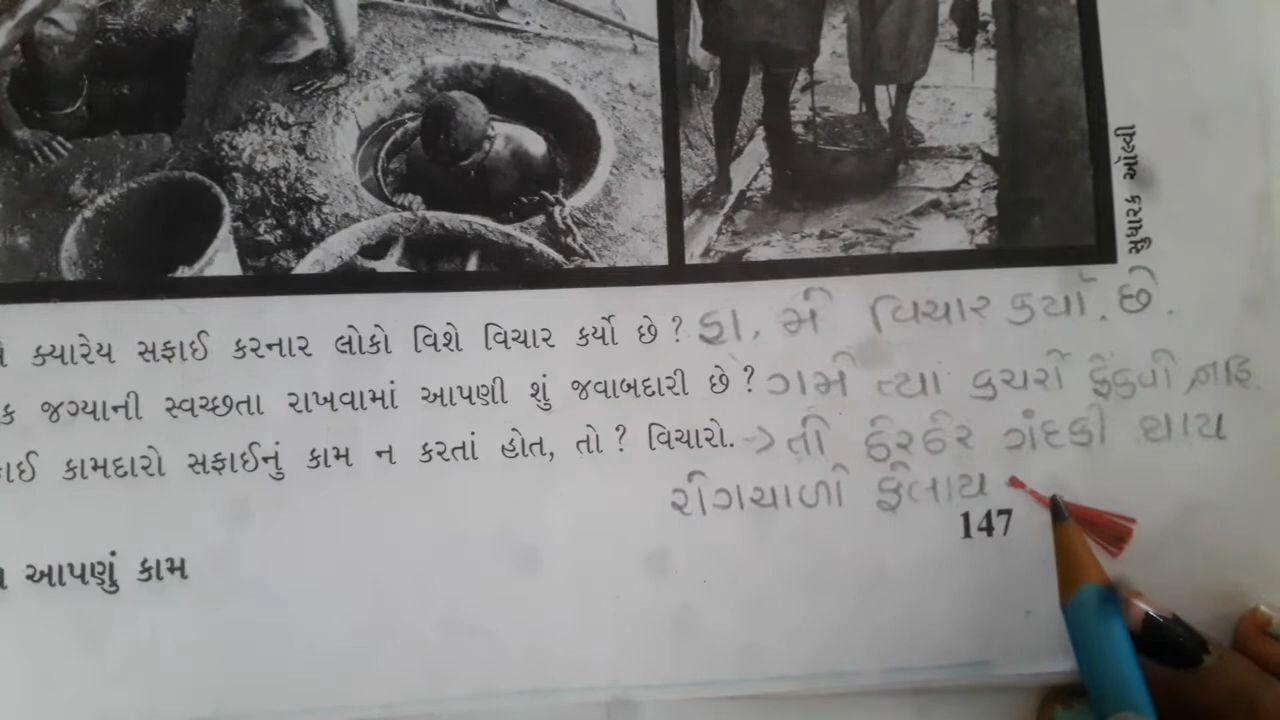 સુધારક ઓલ્વી
ક્યારેય સફાઈ કરનાર લોકો વિશે વિચાર કર્યો છે ? હા, મેં વિચાર કર્યો. છે.
જગ્યાની સ્વચ્છતા રાખવામાં આપણી શું જવાબદારી છે ? ગમે ત્યાં કચરો ફેંકવો નહિ.
કામદારો સફાઈનું કામ ન કરતાં હોત, તો ? વિચારો. → તો ઠેરઠેર ગંદકી થાય
રોગચાળો ફેલાય
147
આપણું કામ